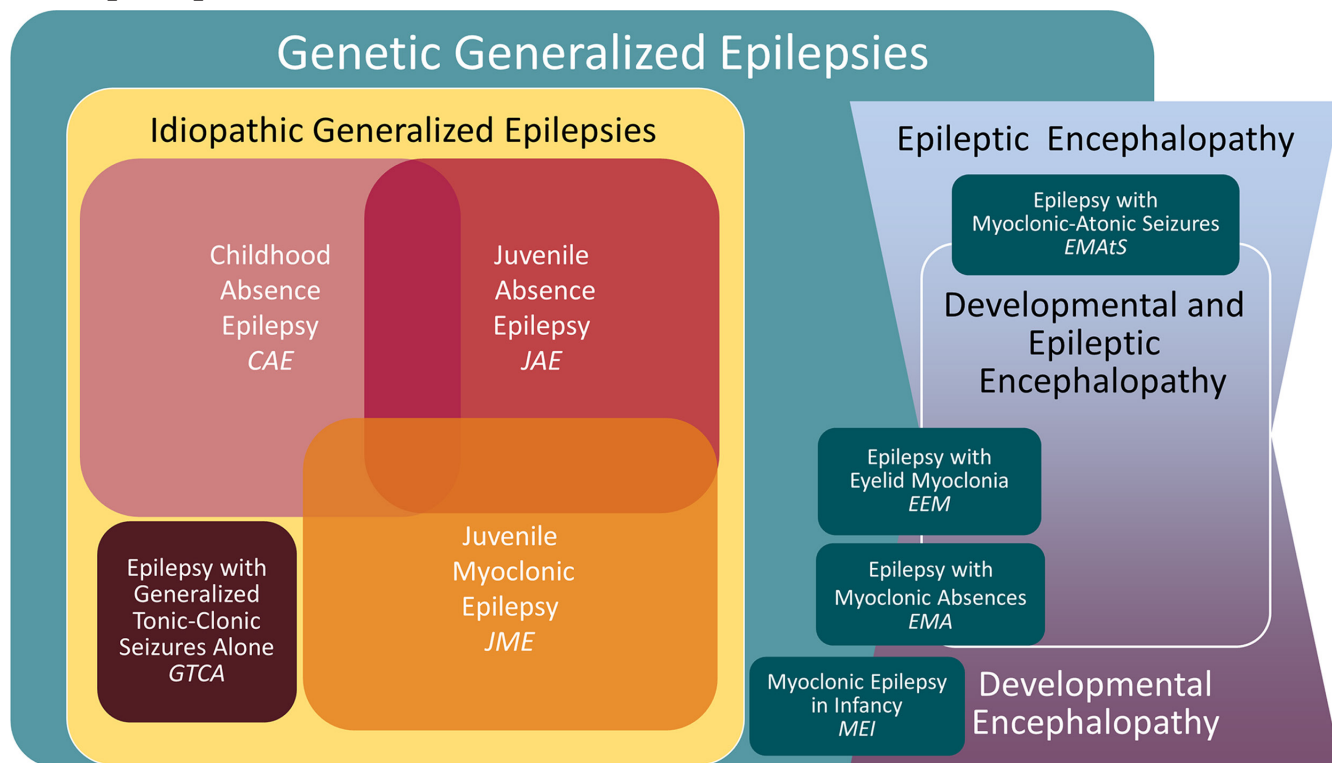 Genetic Generalized Epilepsies
Idiopathic Generalized Epilepsies
Childhood
Absence
Epilepsy
CAE
Juvenile
Absence
Epilepsy
JAE
Epilepsy with
Generalized
Tonic-Clonic
Seizures Alone
GTCA
Juvenile
Myoclonic
Epilepsy
JME
Epileptic Encephalopathy
Epilepsy with
Myoclonic-Atonic Seizures
EMAtS
Developmental and
Epileptic
Encephalopathy
Epilepsy with
Eyelid Myoclonia
EEM
Epilepsy with
Myoclonic Absences
EMA
Myoclonic Epilepsy
in Infancy
MEI
Developmental
Encephalopathy